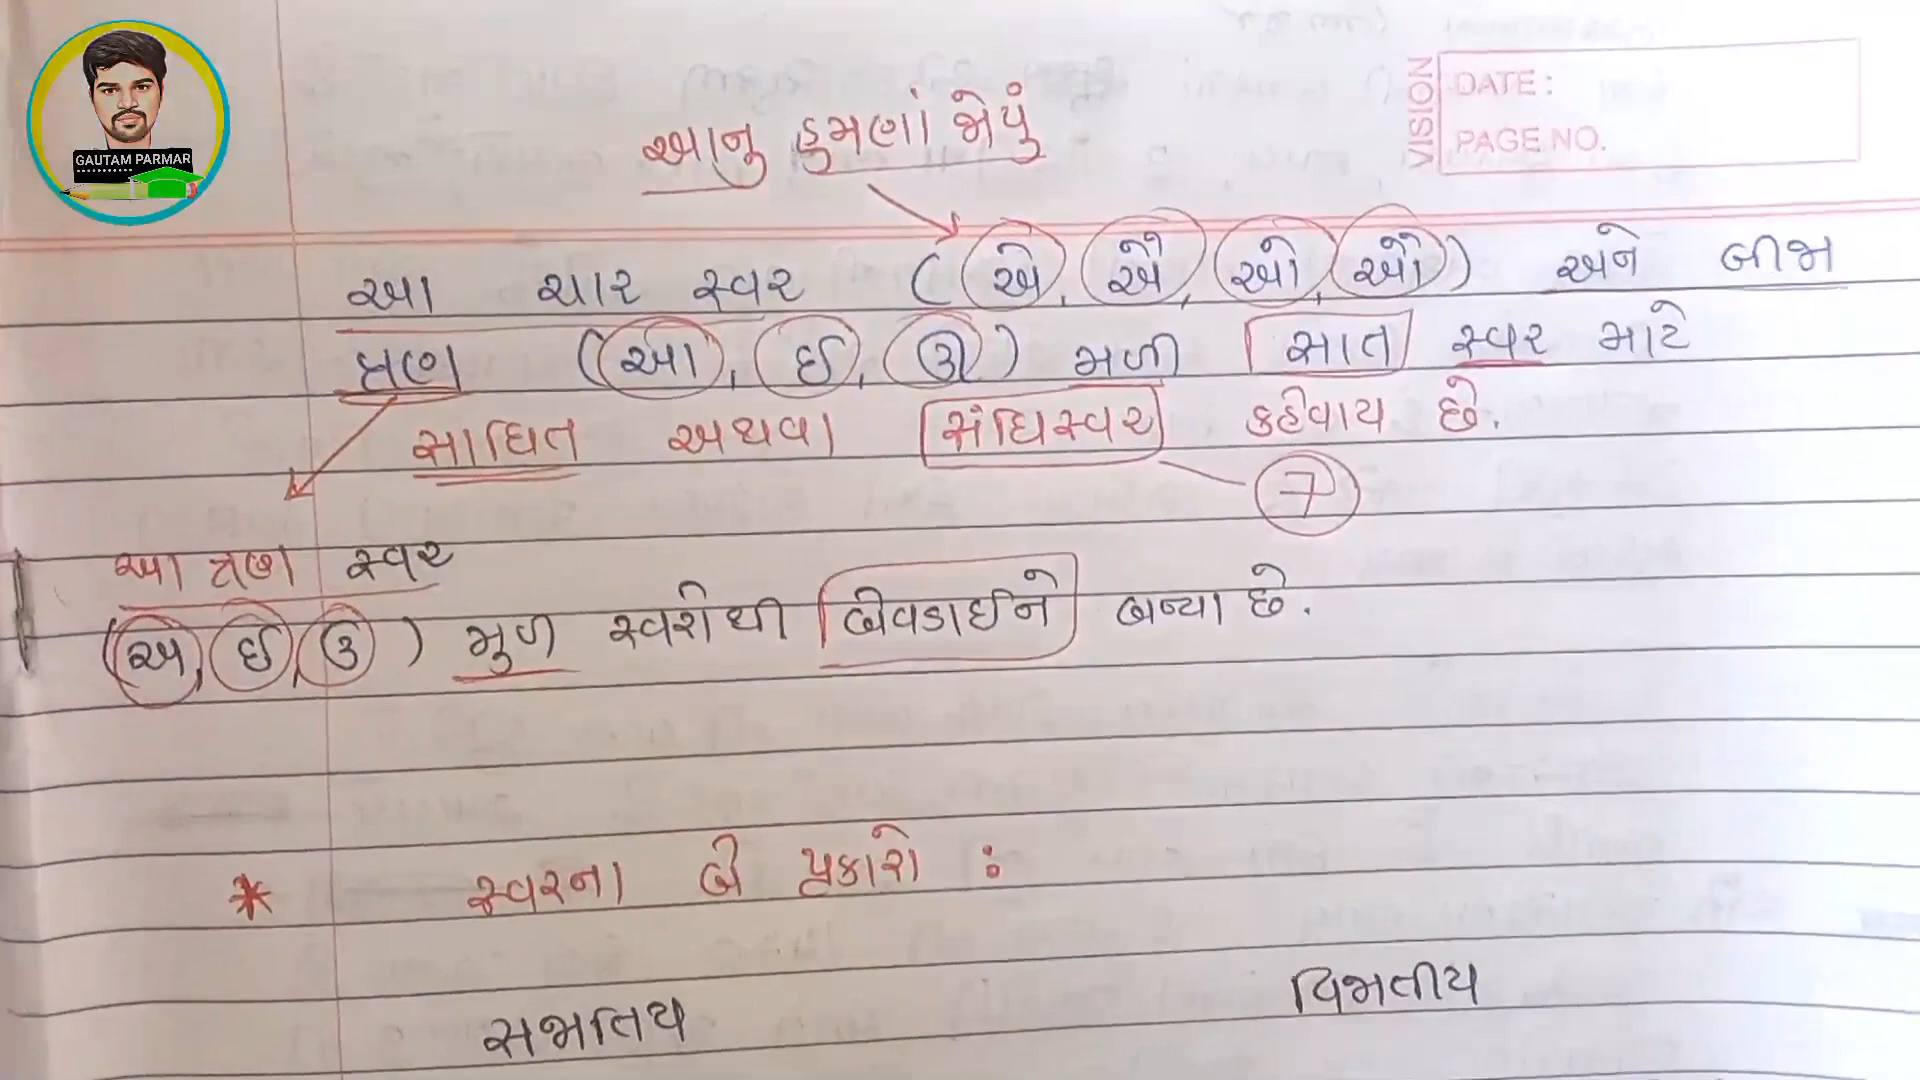 GAUTAM PARMAR
VISION
DATE :
PAGE NO.
આનુ હમણાં જોયું
આ ચાર સ્વર (એ, ઐ, ઓ, ઔ) અને બીજા
ત્રણ (આ, ઈ, ઊ) મળી સાત સ્વર માટે
સાધિત અથવા સંધિસ્વર કહેવાય છે.
7
આ ત્રણ સ્વર
(અ, ઈ, ઉ) મુળ સ્વરોથી બેવડાઈને બન્યા છે.
* સ્વરના બે પ્રકારો :
સજાતિય વિજાતીય